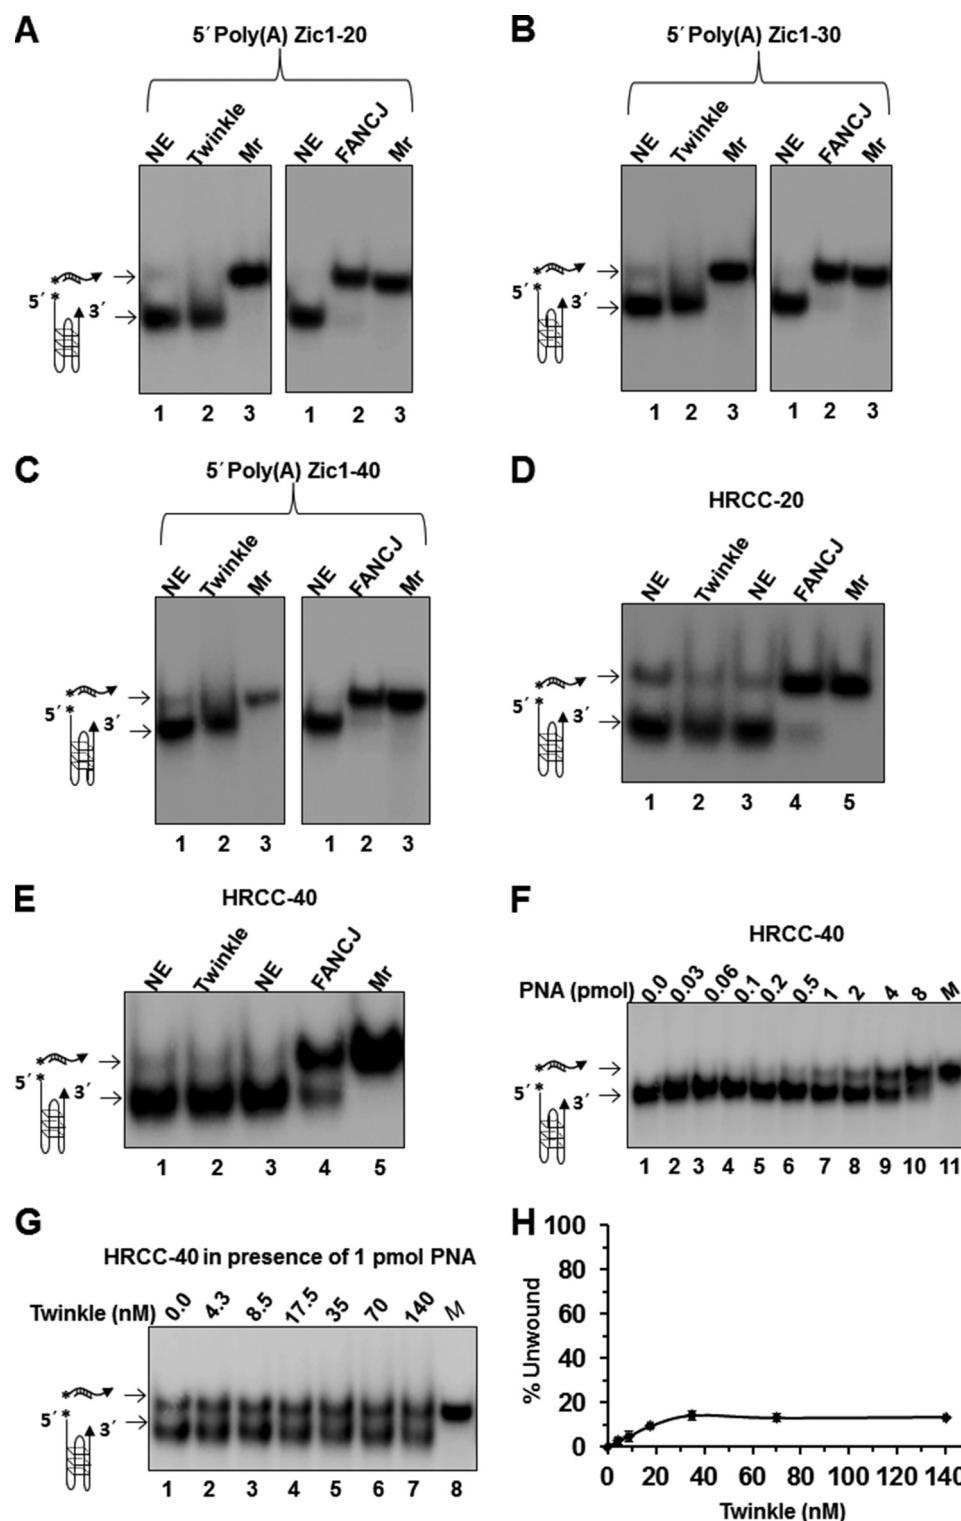 A
5´ Poly(A) Zic1-20
NE Twinkle Mr NE FANCJ Mr
*
5´ * 3´
1 2 3 1 2 3
B
5´ Poly(A) Zic1-30
NE Twinkle Mr NE FANCJ Mr
*
5´ * 3´
1 2 3 1 2 3
C
5´ Poly(A) Zic1-40
NE Twinkle Mr NE FANCJ Mr
*
5´ * 3´
1 2 3 1 2 3
D
HRCC-20
NE Twinkle NE FANCJ Mr
*
5´ * 3´
1 2 3 4 5
E
HRCC-40
NE Twinkle NE FANCJ Mr
*
5´ * 3´
1 2 3 4 5
F
HRCC-40
PNA (pmol) 0.0 0.03 0.06 0.1 0.2 0.5 1 2 4 8 M
*
5´ * 3´
1 2 3 4 5 6 7 8 9 10 11
G
HRCC-40 in presence of 1 pmol PNA
Twinkle (nM) 0.0 4.3 8.5 17.5 35 70 140 M
*
5´ * 3´
1 2 3 4 5 6 7 8
H
% Unwound
100
80
60
40
20
0
0 20 40 60 80 100 120 140
Twinkle (nM)